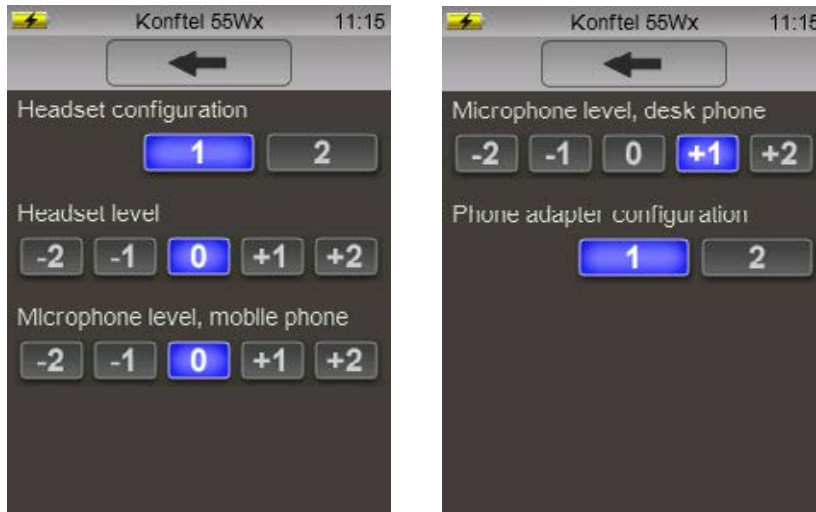 Konftel 55Wx 11:15
Headset configuration
1 2
Headset level
-2 -1 0 +1 +2
Microphone level, mobile phone
-2 -1 0 +1 +2
Konftel 55Wx 11:15
Microphone level, desk phone
-2 -1 0 +1 +2
Phone adapter configuration
1 2